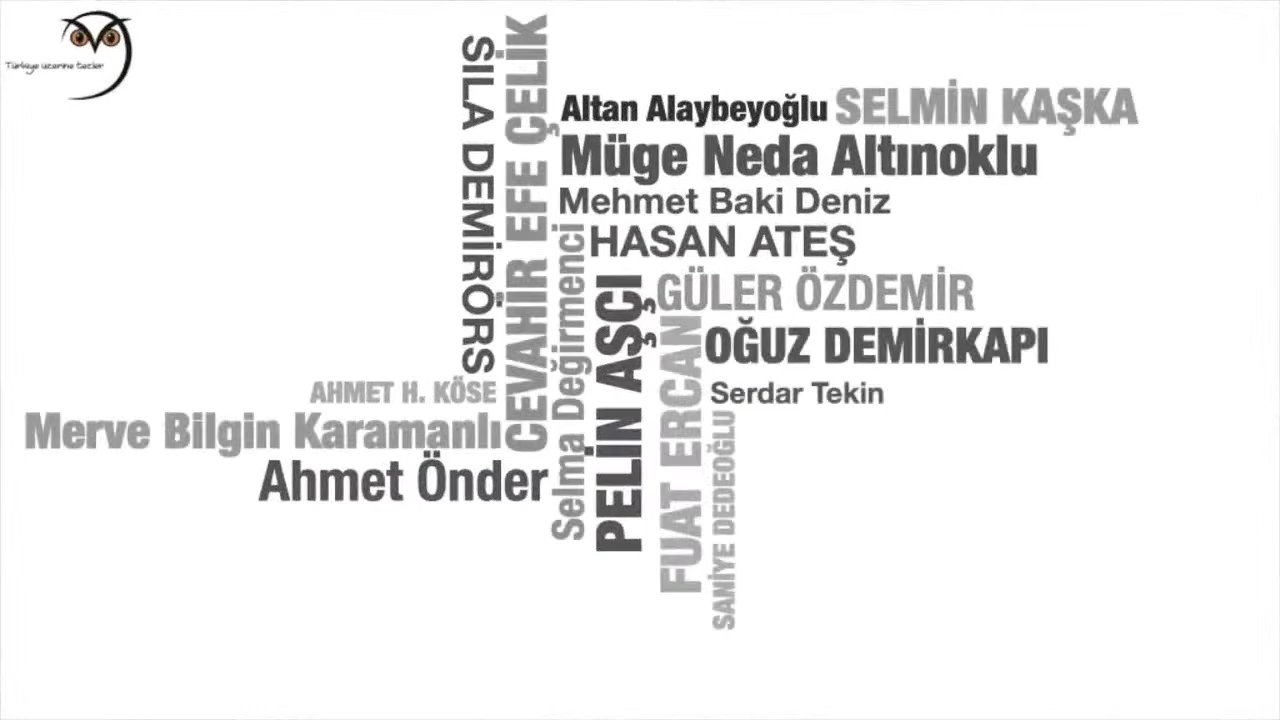 Türkiye üzerine tezler
SILA DEMİRÖRS
CEVAHİR EFE ÇELİK
Altan Alaybeyoğlu
SELMİN KAŞKA
Müge Neda Altınoklu
Mehmet Baki Deniz
HASAN ATEŞ
Selma Değirmenci
PELİN AŞÇI
GÜLER ÖZDEMİR
FUAT ERCAN
OĞUZ DEMİRKAPI
Serdar Tekin
SANİYE DEDEOĞLU
AHMET H. KÖSE
Merve Bilgin Karamanlı
Ahmet Önder